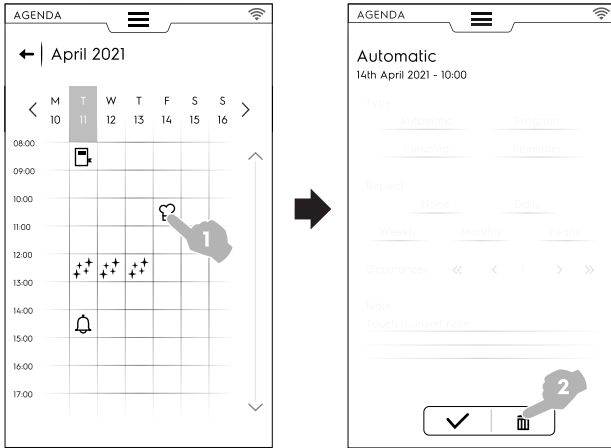 AGENDA
April 2021
M T W T F S S
10 11 12 13 14 15 16
08:00
09:00
10:00
11:00
12:00
13:00
14:00
15:00
16:00
17:00
1
AGENDA
Automatic
14th April 2021 - 10:00
Type
Automatic Program
Cleaning Reminder
Repeat
None Daily
Weekly Monthly Yearly
Occurrences 1
Note
Touch to insert note
2